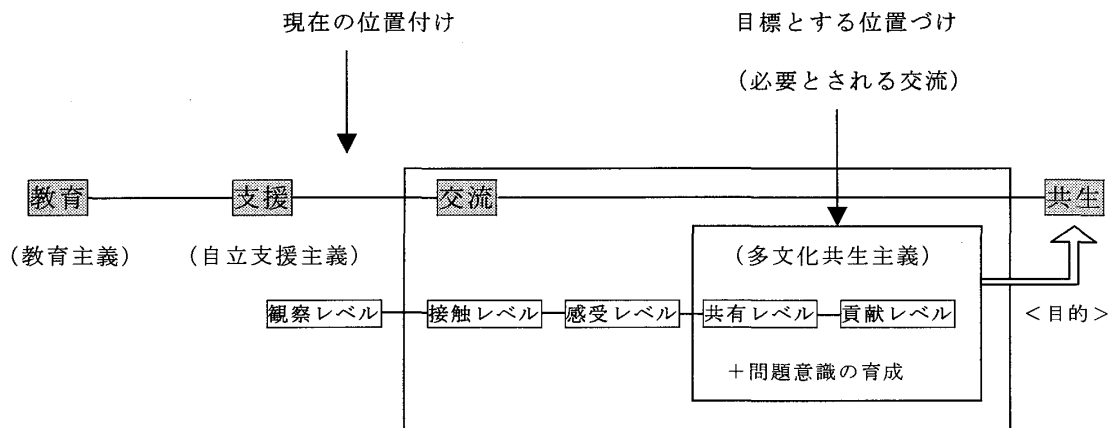 現在の位置付け
目標とする位置づけ
(必要とされる交流)
教育
支援
交流
共生
(教育主義)
(自立支援主義)
(多文化共生主義)
観察レベル
接触レベル
感受レベル
共有レベル
貢献レベル
<目的>
+問題意識の育成